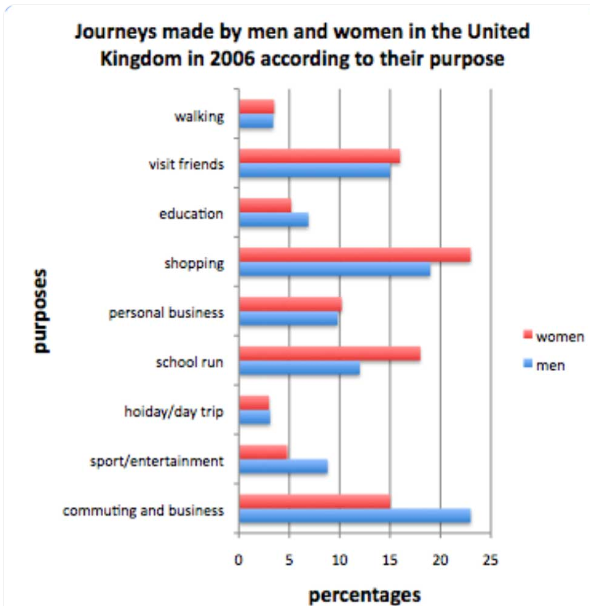 Journeys made by men and women in the United
Kingdom in 2006 according to their purpose
walking
visit friends
education
shopping
personal business
school run
hoiday/day trip
sport/entertainment
commuting and business
purposes
women
men
0 5 10 15 20 25
percentages